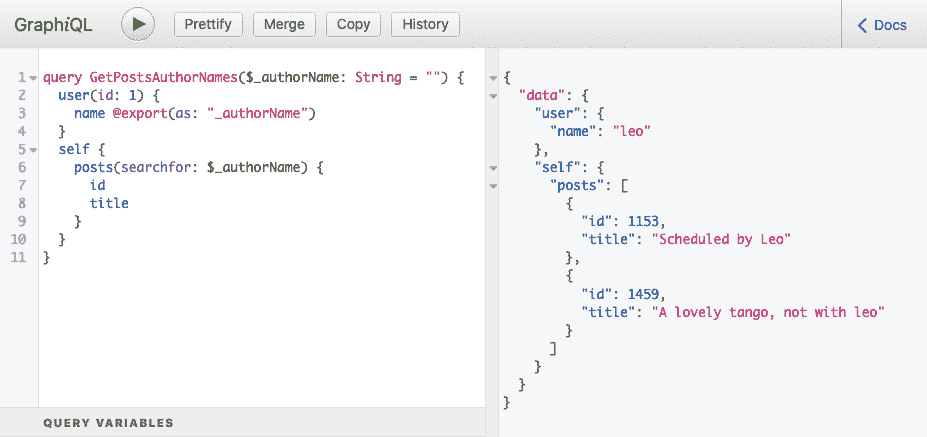 GraphiQL
Prettify
Merge
Copy
History
Docs
1 query GetPostsAuthorNames($_authorName: String = "") {
2 user(id: 1) {
3 name @export(as: "_authorName")
4 }
5 self {
6 posts(searchfor: $_authorName) {
7 id
8 title
9 }
10 }
11 }
QUERY VARIABLES
{
"data": {
"user": {
"name": "leo"
},
"self": {
"posts": [
{
"id": 1153,
"title": "Scheduled by Leo"
},
{
"id": 1459,
"title": "A lovely tango, not with leo"
}
]
}
}
}